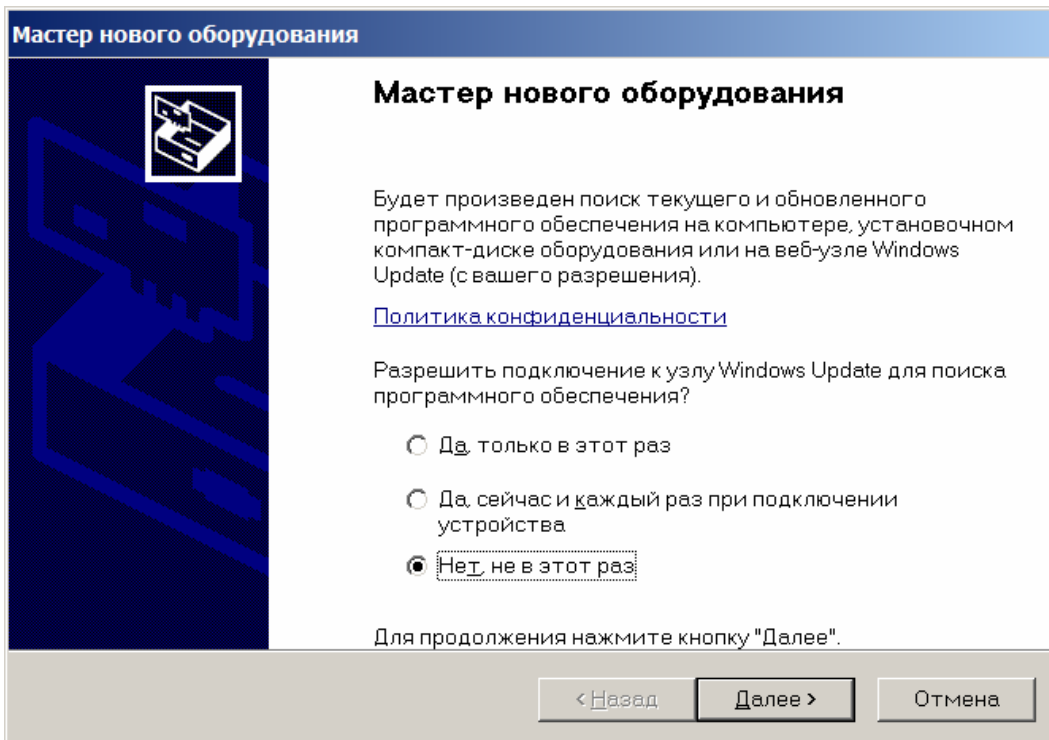 Мастер нового оборудования
Мастер нового оборудования
Будет произведен поиск текущего и обновленного
программного обеспечения на компьютере, установочном
компакт-диске оборудования или на веб-узле Windows
Update (с вашего разрешения).
Политика конфиденциальности
Разрешить подключение к узлу Windows Update для поиска
программного обеспечения?
Да, только в этот раз
Да, сейчас и каждый раз при подключении
устройства
Нет, не в этот раз
Для продолжения нажмите кнопку "Далее".
< Назад
Далее >
Отмена